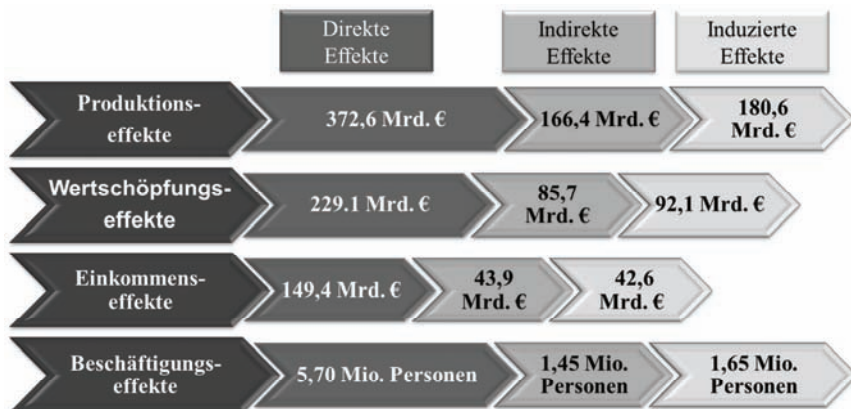 Direkte
Effekte
Indirekte
Effekte
Induzierte
Effekte
Produktions-
effekte
372,6 Mrd. €
166,4 Mrd. €
180,6
Mrd. €
Wertschöpfungs-
effekte
229.1 Mrd. €
85,7
Mrd. €
92,1 Mrd. €
Einkommens-
effekte
149,4 Mrd. €
43,9
Mrd. €
42,6
Mrd. €
Beschäftigungs-
effekte
5,70 Mio. Personen
1,45 Mio.
Personen
1,65 Mio.
Personen